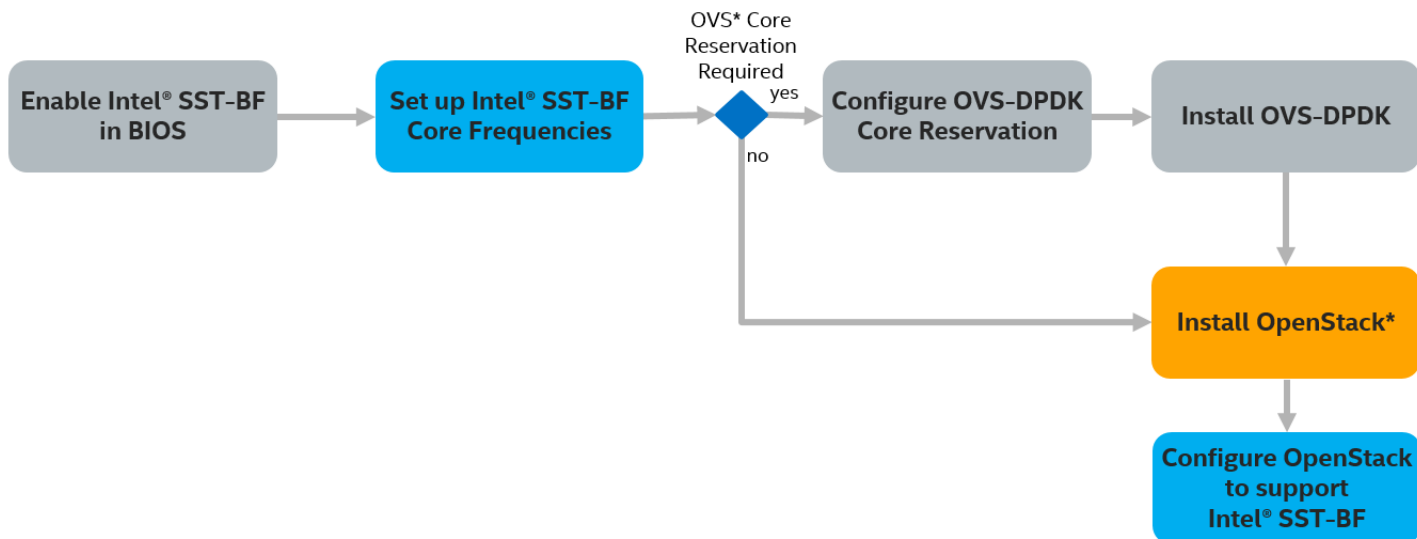 OVS* Core
Reservation
Required
Enable Intel® SST-BF
in BIOS
Set up Intel® SST-BF
Core Frequencies
yes
no
Configure OVS-DPDK
Core Reservation
Install OVS-DPDK
Install OpenStack*
Configure OpenStack
to support
Intel® SST-BF